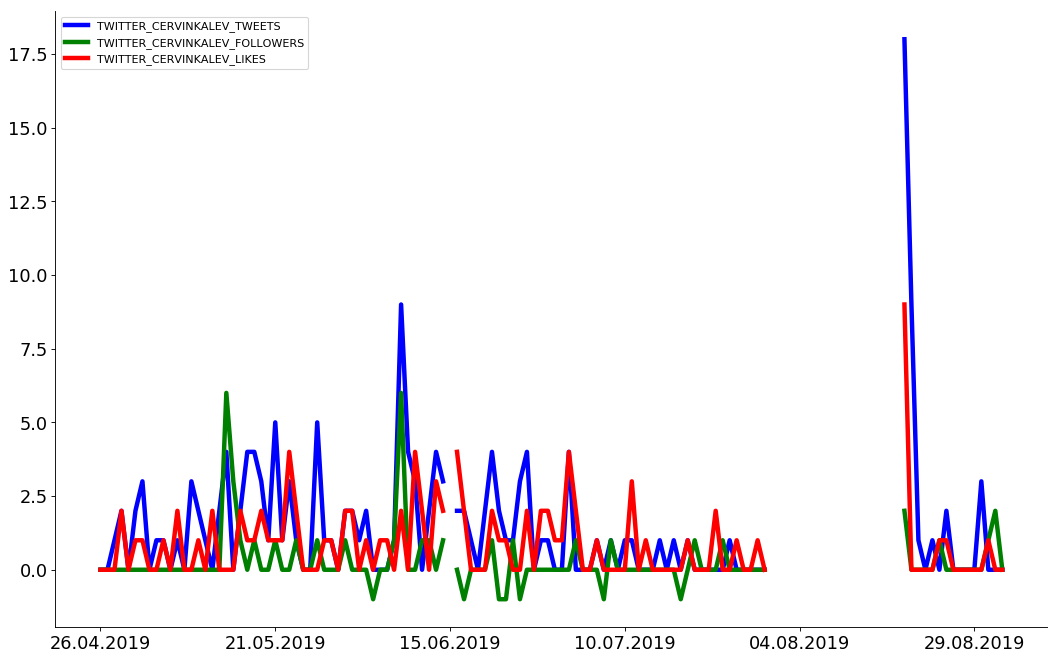 TWITTER_CERVINKALEV_TWEETS
TWITTER_CERVINKALEV_FOLLOWERS
TWITTER_CERVINKALEV_LIKES
17.5
15.0
12.5
10.0
7.5
5.0
2.5
0.0
26.04.2019 21.05.2019 15.06.2019 10.07.2019 04.08.2019 29.08.2019